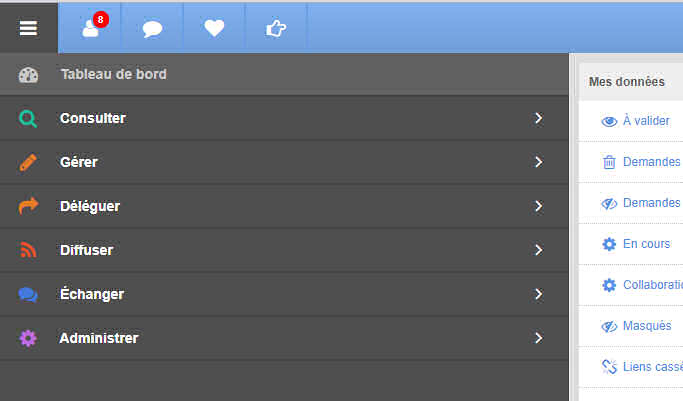 8
Tableau de bord
Consulter
Gérer
Déléguer
Diffuser
Échanger
Administrer
Mes données
À valider
Demandes
Demandes
En cours
Collaborati
Masqués
Liens cassé